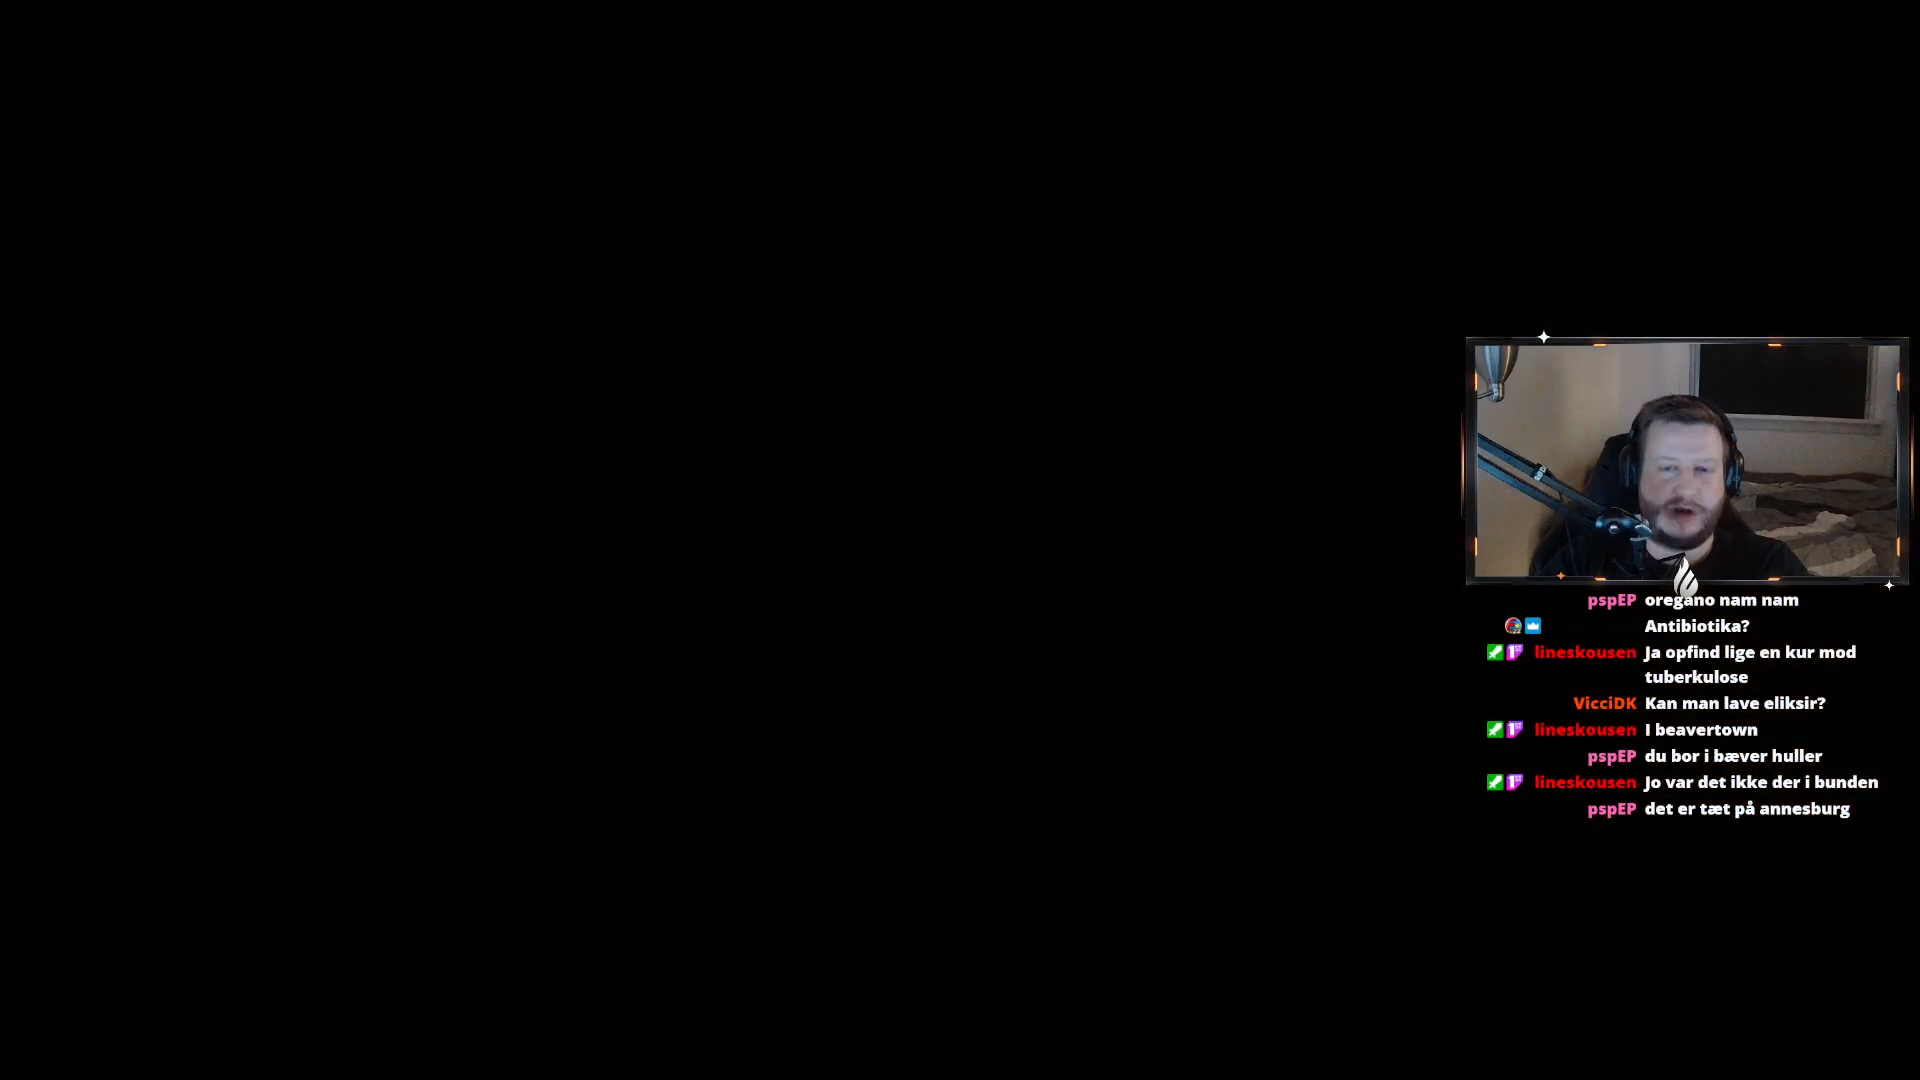 pspEP oregano nam nam
Antibiotika?
lineskousen Ja opfind lige en kur mod
tuberkulose
VicciDK Kan man lave eliksir?
lineskousen I beavertown
pspEP du bor i bæver huller
lineskousen Jo var det ikke der i bunden
pspEP det er tæt på annesburg